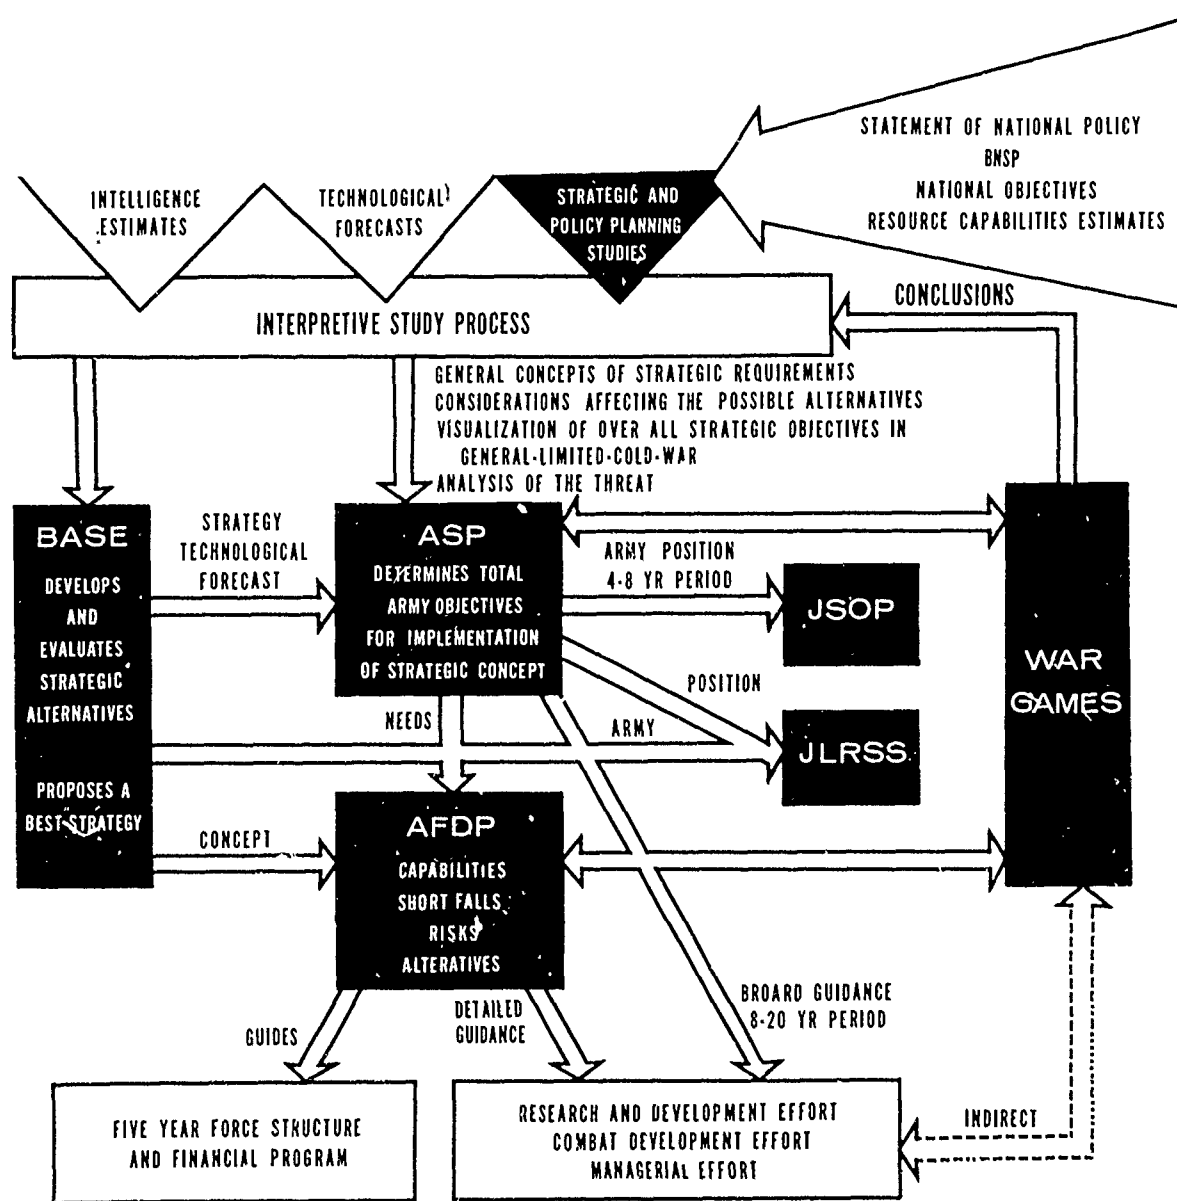 STATEMENT OF NATIONAL POLICY
BNSP
NATIONAL OBJECTIVES
RESOURCE CAPABILITIES ESTIMATES
INTELLIGENCE
ESTIMATES
TECHNOLOGICAL
FORECASTS
STRATEGIC AND
POLICY PLANNING
STUDIES
INTERPRETIVE STUDY PROCESS
CONCLUSIONS
GENERAL CONCEPTS OF STRATEGIC REQUIREMENTS
CONSIDERATIONS AFFECTING THE POSSIBLE ALTERNATIVES
VISUALIZATION OF OVER ALL STRATEGIC OBJECTIVES IN
GENERAL-LIMITED-COLD-WAR
ANALYSIS OF THE THREAT
BASE
DEVELOPS
AND
EVALUATES
STRATEGIC
ALTERNATIVES
PROPOSES A
BEST STRATEGY
STRATEGY
TECHNOLOGICAL
FORECAST
ASP
DETERMINES TOTAL
ARMY OBJECTIVES
FOR IMPLEMENTATION
OF STRATEGIC CONCEPT
ARMY POSITION
4-8 YR PERIOD
JSOP
WAR
GAMES
POSITION
NEEDS
ARMY
JLRSS
CONCEPT
AFDP
CAPABILITIES
SHORT FALLS
RISKS
ALTERATIVES
GUIDES
DETAILED
GUIDANCE
BROARD GUIDANCE
8-20 YR PERIOD
FIVE YEAR FORCE STRUCTURE
AND FINANCIAL PROGRAM
RESEARCH AND DEVELOPMENT EFFORT
COMBAT DEVELOPMENT EFFORT
MANAGERIAL EFFORT
INDIRECT